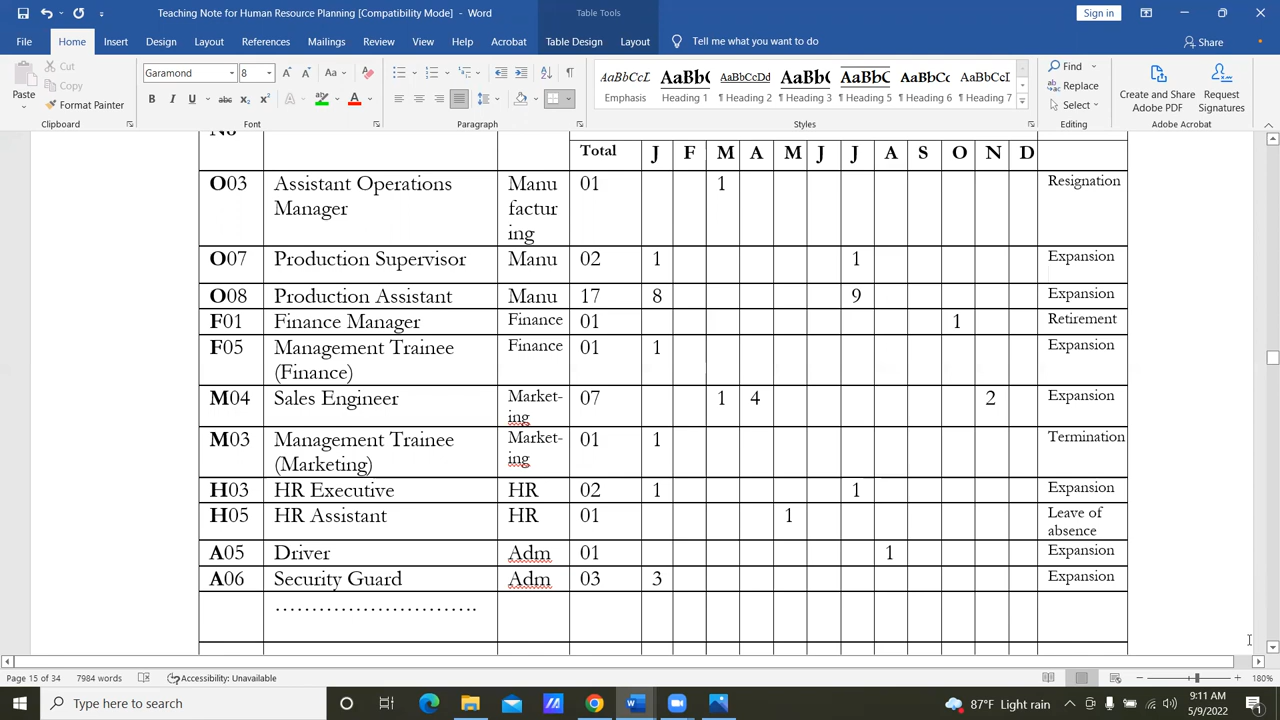 Teaching Note for Human Resource Planning [Compatibility Mode] - Word
Table Tools
Sign in
File Home Insert Design Layout References Mailings Review View Help Acrobat Table Design Layout Tell me what you want to do Share
Cut
Copy
Paste
Format Painter
Clipboard
Garamond 8
Font
Paragraph
AaBbCcL AaBbC( AaBbCcDd AaBbC( AaBbC AaBbCc AaBbCc
Emphasis Heading 1 ¶ Heading 2 ¶ Heading 3 ¶ Heading 5 ¶ Heading 6 ¶ Heading 7
Styles
Find
Replace
Select
Editing
Create and Share Adobe PDF
Request Signatures
Adobe Acrobat
No
Total J F M A M J J A S O N D
O03 Assistant Operations Manufacturing 01 1 Resignation
Manager
O07 Production Supervisor Manu 02 1 1 Expansion
O08 Production Assistant Manu 17 8 9 Expansion
F01 Finance Manager Finance 01 1 Retirement
F05 Management Trainee Finance 01 1 Expansion
(Finance)
M04 Sales Engineer Market-ing 07 1 4 2 Expansion
M03 Management Trainee Market-ing 01 1 Termination
(Marketing)
H03 HR Executive HR 02 1 1 Expansion
H05 HR Assistant HR 01 1 Leave of absence
A05 Driver Adm 01 1 Expansion
A06 Security Guard Adm 03 3 Expansion
………………………….
Page 15 of 34 7984 words Accessibility: Unavailable 180%
Type here to search
87°F Light rain
9:11 AM
5/9/2022